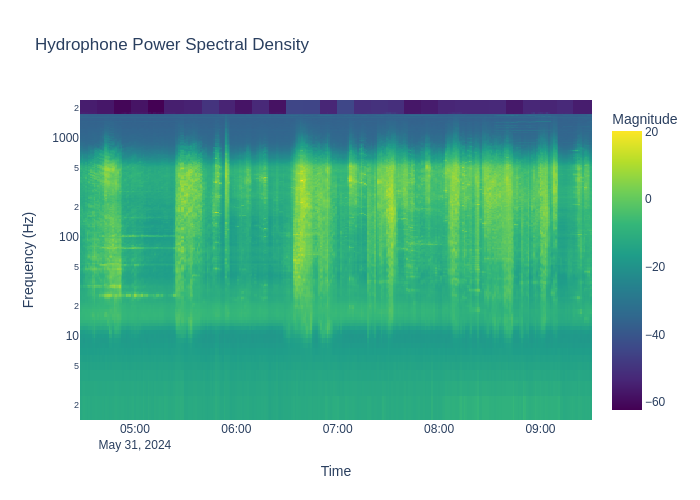 Hydrophone Power Spectral Density
Magnitude
20
0
−20
−40
−60
Frequency (Hz)
2
1000
5
2
100
5
2
10
5
2
05:00 06:00 07:00 08:00 09:00
May 31, 2024
Time